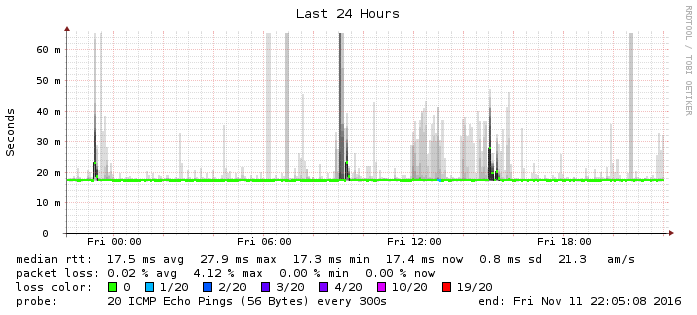 Last 24 Hours
RRDTOOL / TOBI OETIKER
Seconds
60 m
50 m
40 m
30 m
20 m
10 m
0
Fri 00:00 Fri 06:00 Fri 12:00 Fri 18:00
median rtt: 17.5 ms avg 27.9 ms max 17.3 ms min 17.4 ms now 0.8 ms sd 21.3 am/s
packet loss: 0.02 % avg 4.12 % max 0.00 % min 0.00 % now
loss color: 0 1/20 2/20 3/20 4/20 10/20 19/20
probe: 20 ICMP Echo Pings (56 Bytes) every 300s end: Fri Nov 11 22:05:08 2016